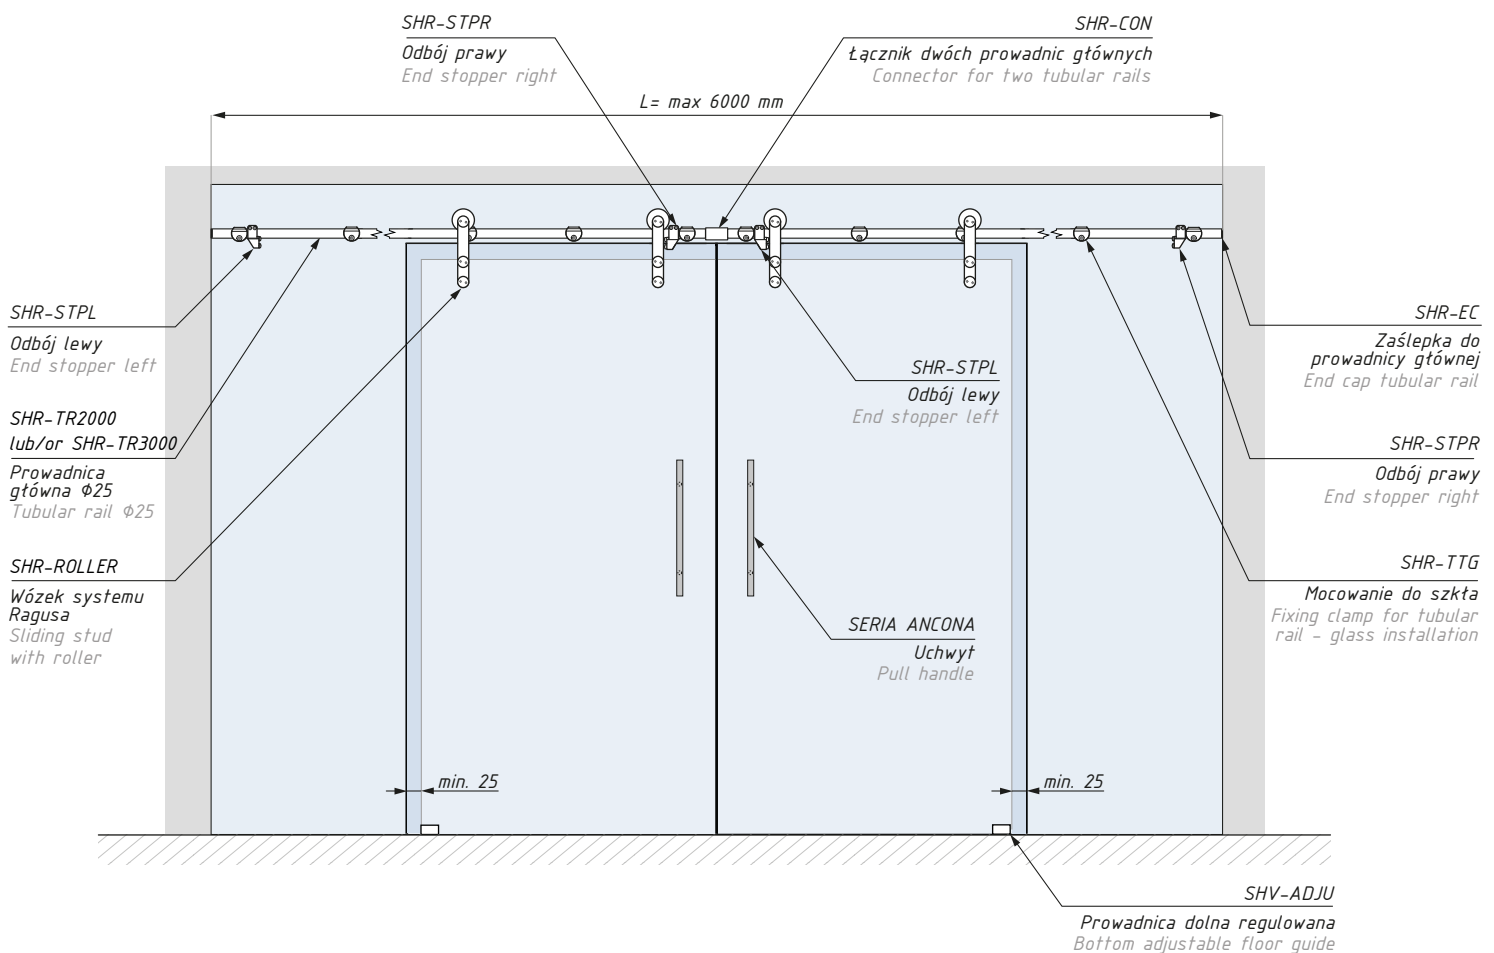 SHR-STPR
Odbój prawy
End stopper right
SHR-CON
Łącznik dwóch prowadnic głównych
Connector for two tubular rails
L= max 6000 mm
SHR-STPL
Odbój lewy
End stopper left
SHR-TR2000
lub/or SHR-TR3000
Prowadnica
główna Φ25
Tubular rail Φ25
SHR-ROLLER
Wózek systemu
Ragusa
Sliding stud
with roller
SHR-STPL
Odbój lewy
End stopper left
SERIA ANCONA
Uchwyt
Pull handle
SHR-EC
Zaślepka do
prowadnicy głównej
End cap tubular rail
SHR-STPR
Odbój prawy
End stopper right
SHR-TTG
Mocowanie do szkła
Fixing clamp for tubular
rail - glass installation
min. 25
min. 25
SHV-ADJU
Prowadnica dolna regulowana
Bottom adjustable floor guide